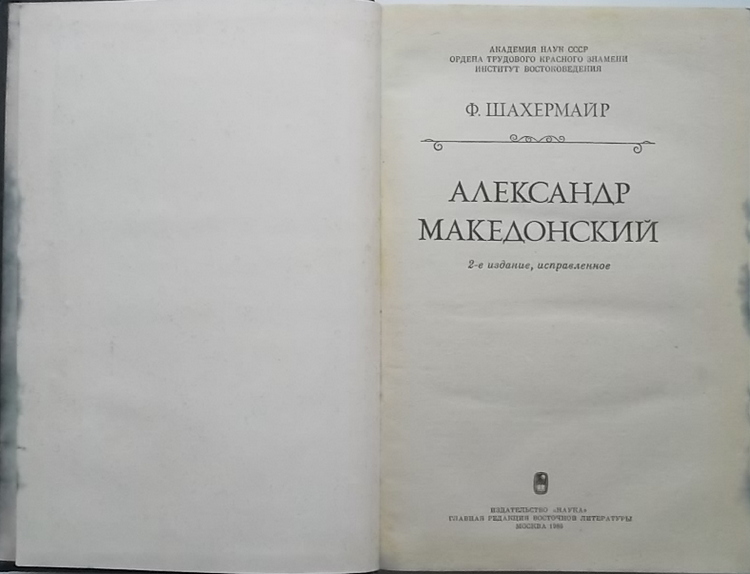 АКАДЕМИЯ НАУК СССР
ОРДЕНА ТРУДОВОГО КРАСНОГО ЗНАМЕНИ
ИНСТИТУТ ВОСТОКОВЕДЕНИЯ
Ф. ШАХЕРМАЙР
АЛЕКСАНДР
МАКЕДОНСКИЙ
2-е издание, исправленное
ИЗДАТЕЛЬСТВО «НАУКА»
ГЛАВНАЯ РЕДАКЦИЯ ВОСТОЧНОЙ ЛИТЕРАТУРЫ
МОСКВА